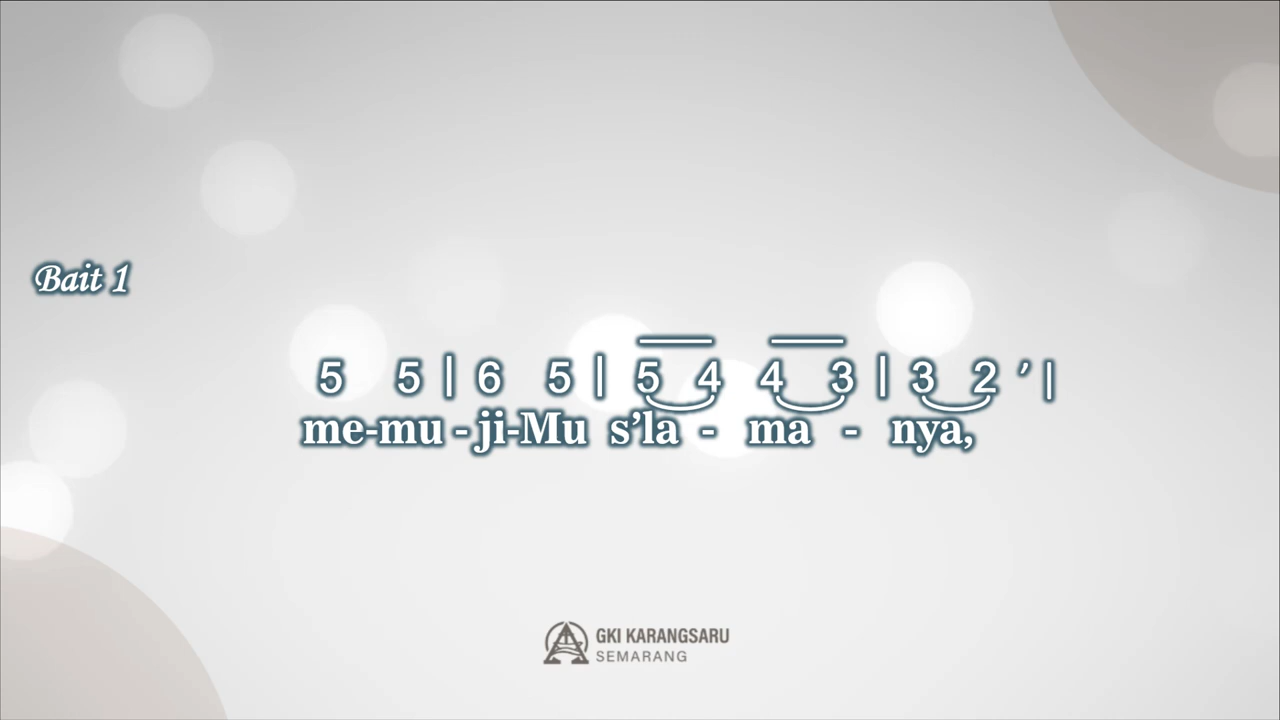 Bait 1
5 5 | 6 5 | 5 4 4 3 | 3 2 ’ |
me-mu - ji-Mu s’la - ma - nya,
GKI KARANGSARU
SEMARANG